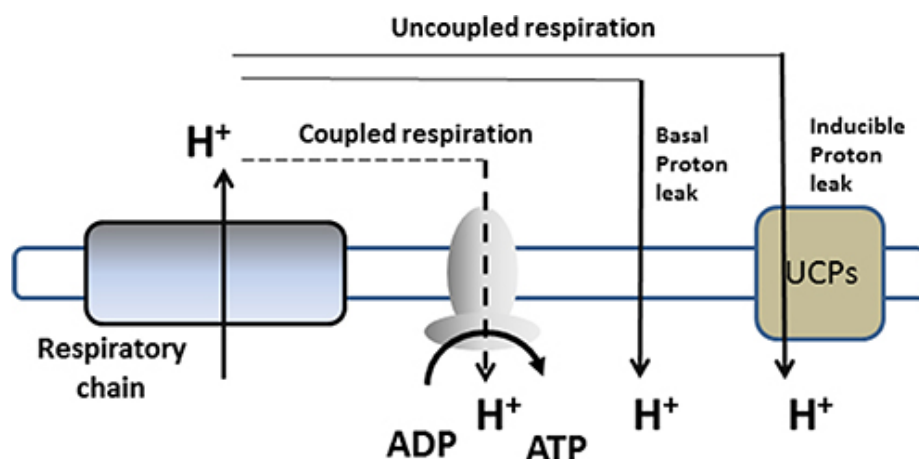 Uncoupled respiration
H⁺
Coupled respiration
Basal
Proton
leak
Inducible
Proton
leak
UCPs
Respiratory
chain
ADP
H⁺
ATP
H⁺
H⁺